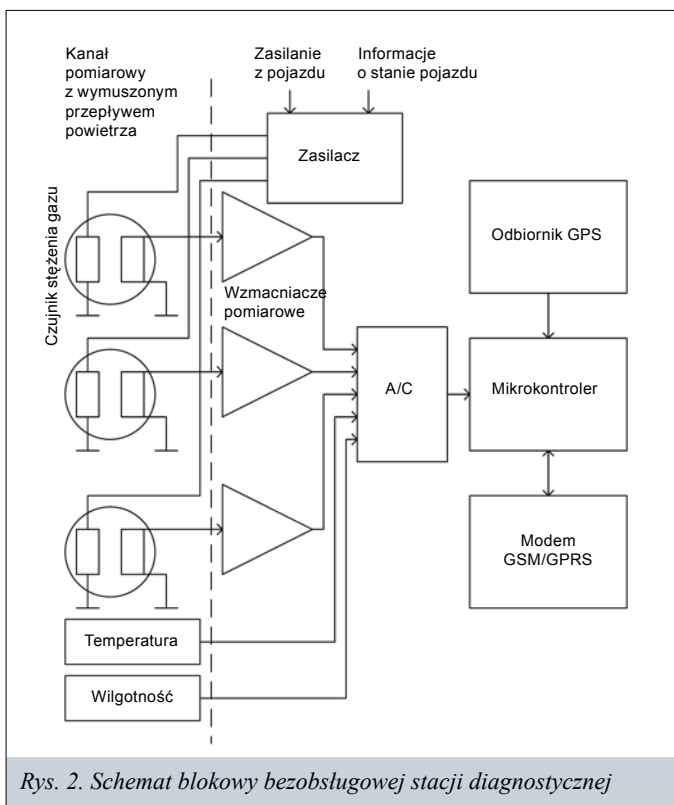 Kanał
pomiarowy
z wymuszonym
przepływem
powietrza
Zasilanie
z pojazdu
Informacje
o stanie pojazdu
Zasilacz
Czujnik stężenia gazu
Wzmacniacze
pomiarowe
Odbiornik GPS
A/C
Mikrokontroler
Modem
GSM/GPRS
Temperatura
Wilgotność
Rys. 2. Schemat blokowy bezobsługowej stacji diagnostycznej